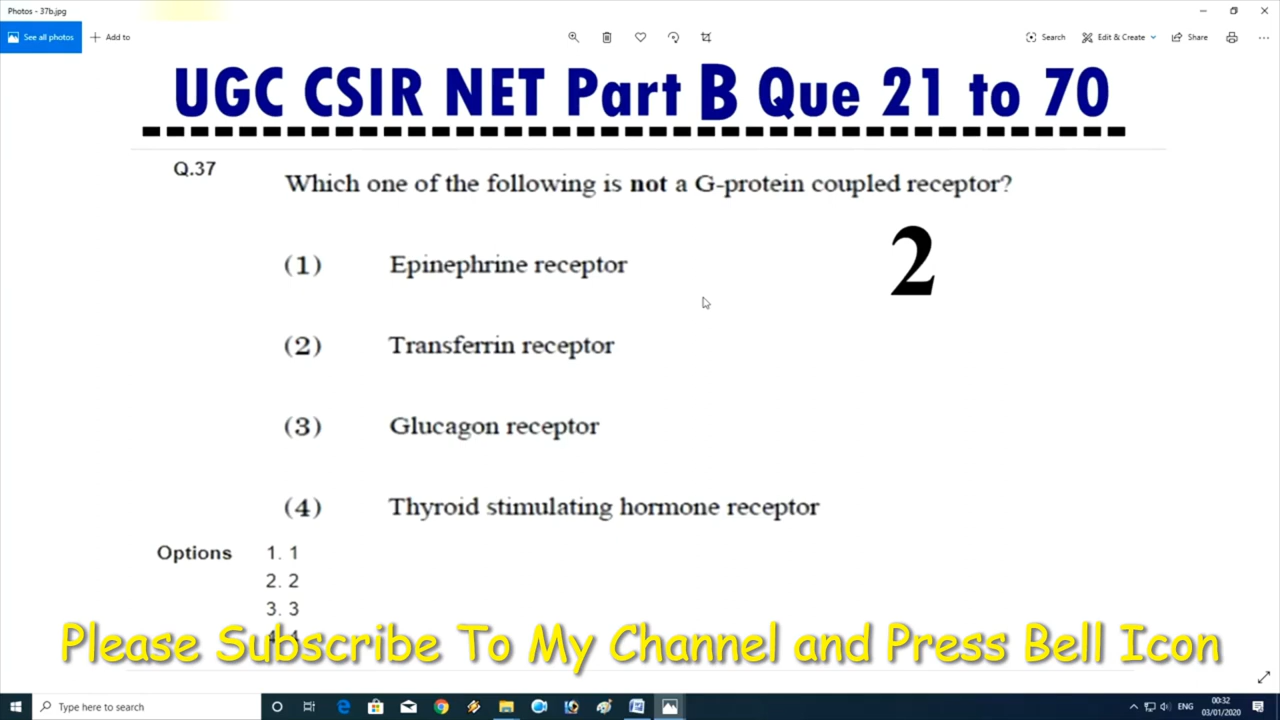 Photos - 37b.jpg
See all photos
Add to
Search
Edit & Create
Share
UGC CSIR NET Part B Que 21 to 70
Q.37
Which one of the following is not a G-protein coupled receptor?
2
(1) Epinephrine receptor
(2) Transferrin receptor
(3) Glucagon receptor
(4) Thyroid stimulating hormone receptor
Options 1. 1
2. 2
3. 3
Please Subscribe To My Channel and Press Bell Icon
Type here to search
ENG
00:32
03/01/2020